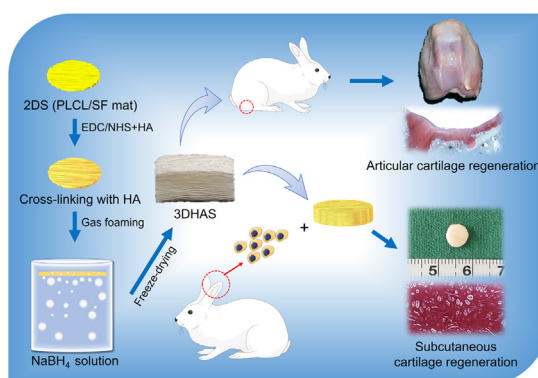 2DS (PLCL/SF mat)
EDC/NHS+HA
Cross-linking with HA
Gas foaming
NaBH₄ solution
Freeze-drying
3DHAS
+
Articular cartilage regeneration
5 6 7
Subcutaneous
cartilage regeneration